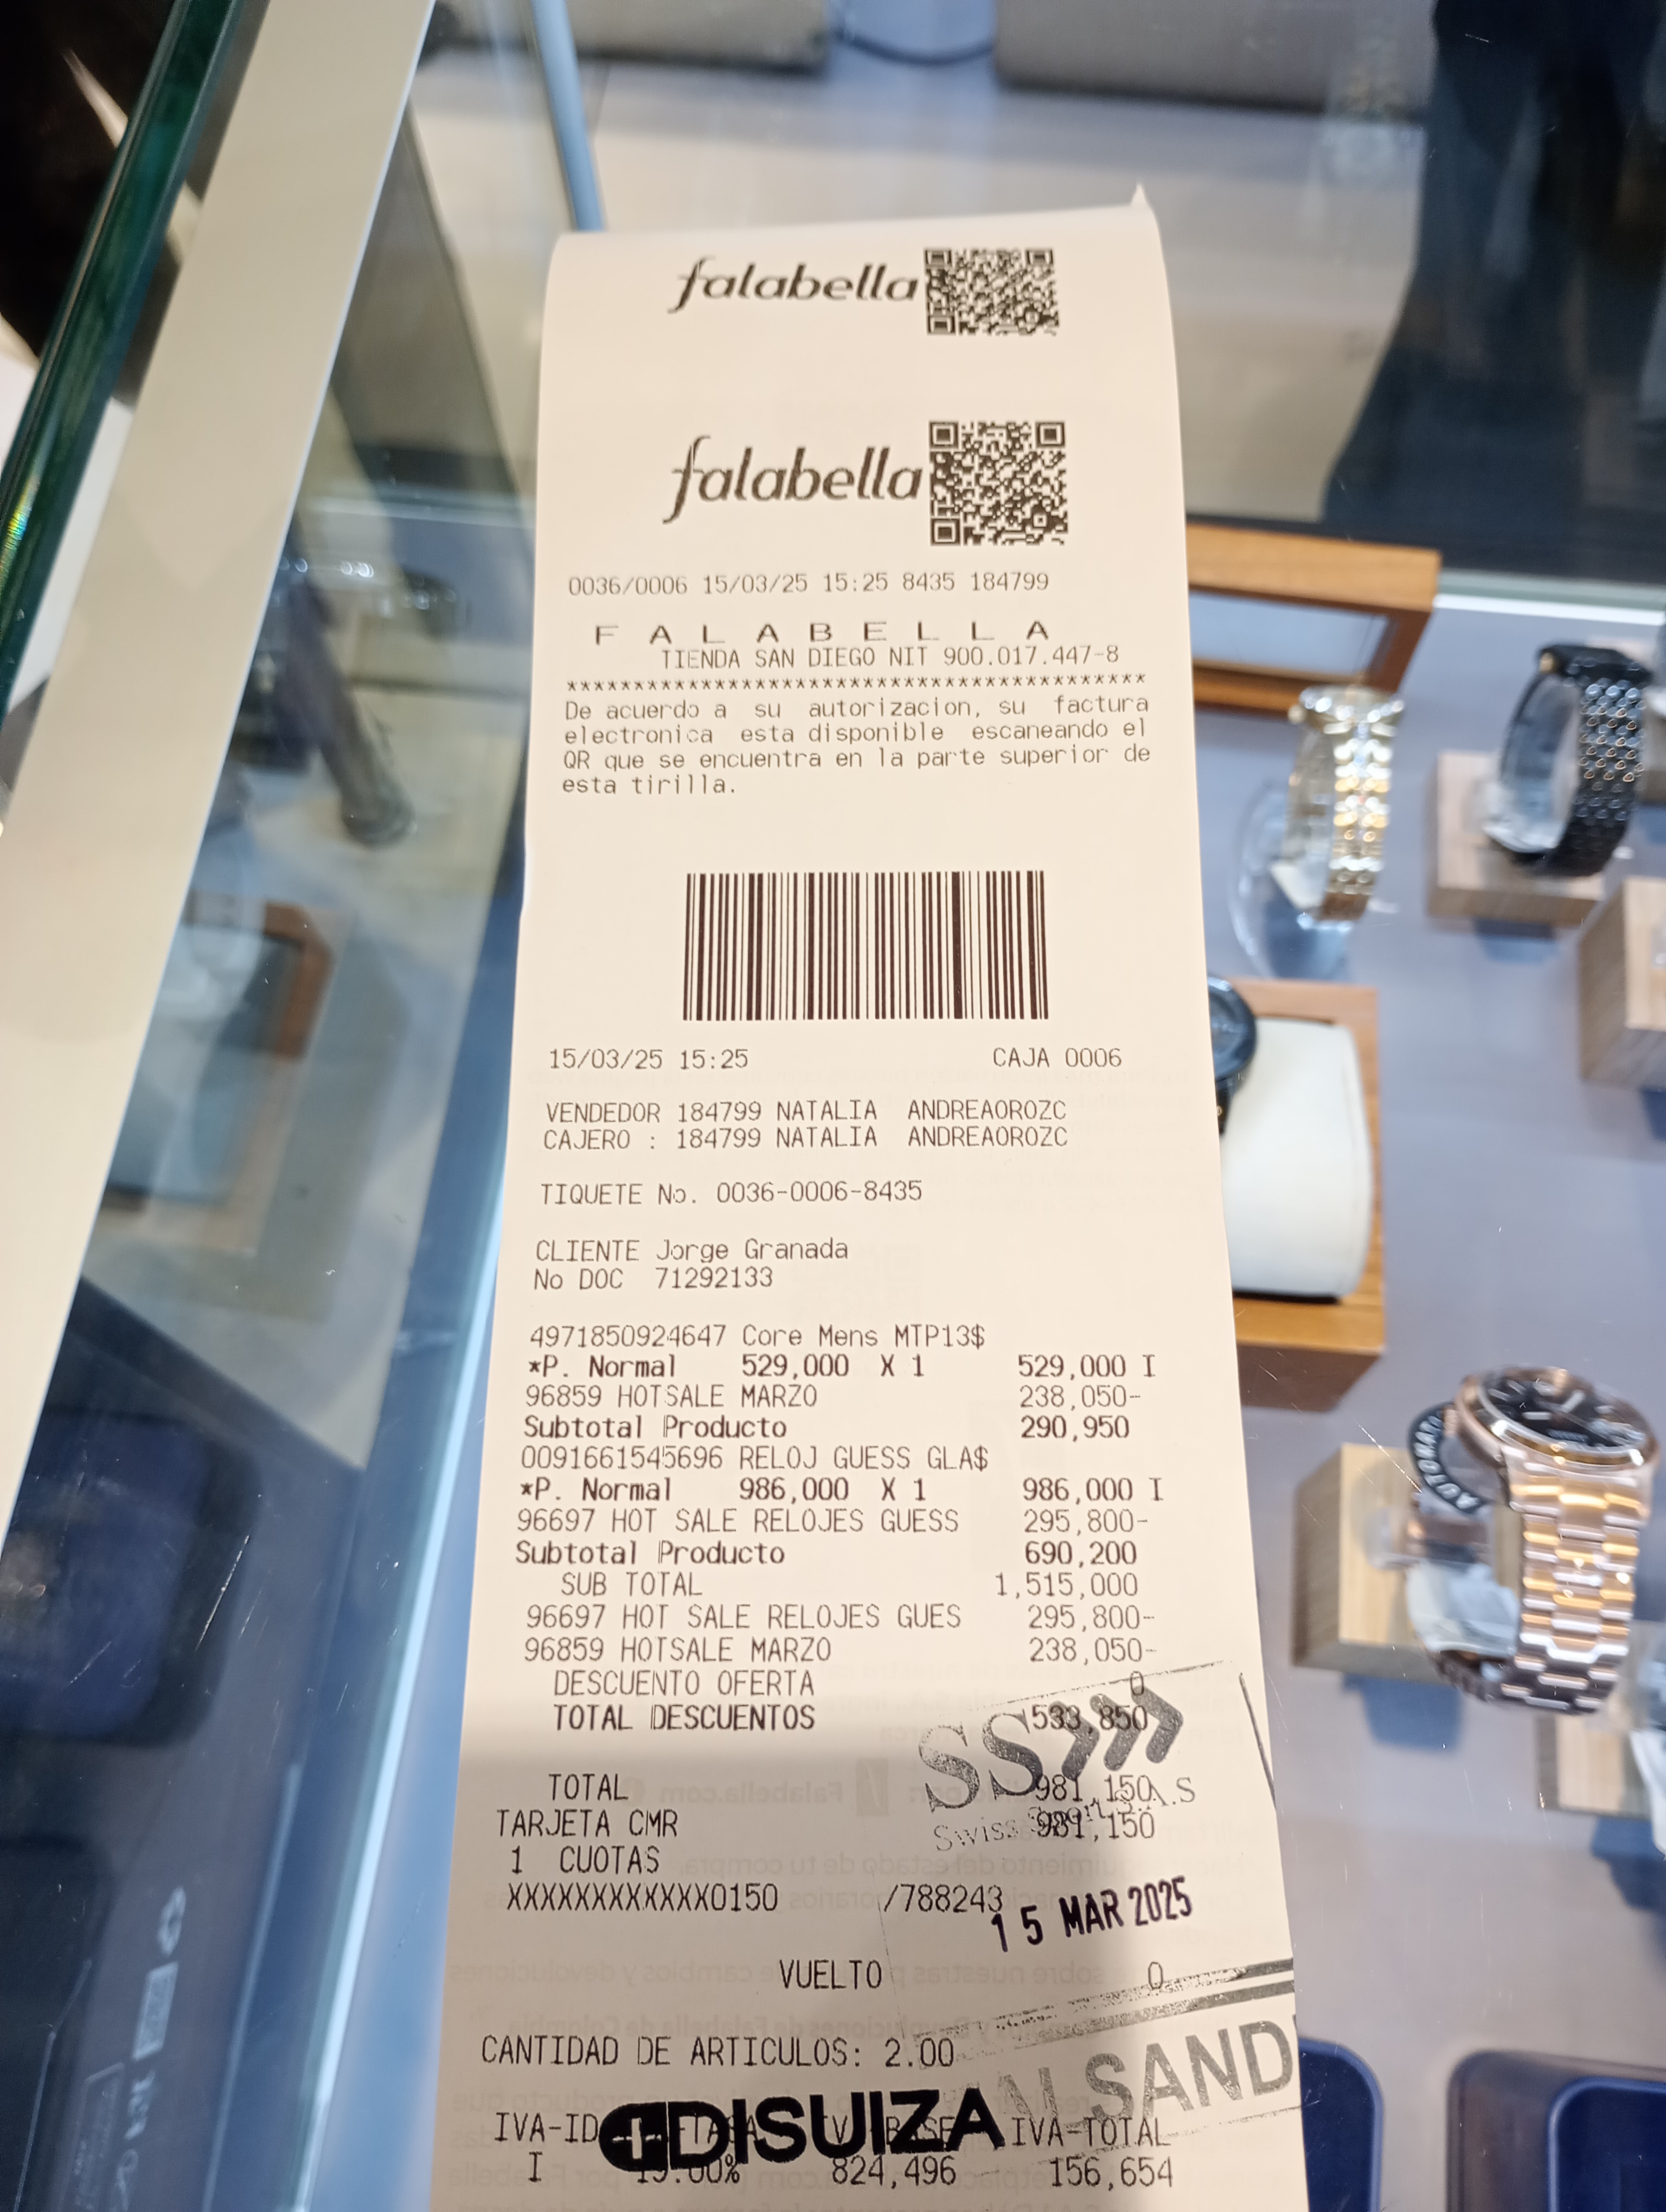 falabella
falabella
0036/0006 15/03/25 15:25 8435 184799
F A L A B E L L A
TIENDA SAN DIEGO NIT 900.017.447-8
*******************************************
De acuerdo a su autorizacion, su factura
electronica esta disponible escaneando el
QR que se encuentra en la parte superior de
esta tirilla.
15/03/25 15:25 CAJA 0006
VENDEDOR 184799 NATALIA ANDREAOROZC
CAJERO : 184799 NATALIA ANDREAOROZC
TIQUETE No. 0036-0006-8435
CLIENTE Jorge Granada
No DOC 71292133
4971850924647 Core Mens MTP13$
*P. Normal 529,000 X 1 529,000 I
96859 HOTSALE MARZO 238,050-
Subtotal Producto 290,950
0091661545696 RELOJ GUESS GLA$
*P. Normal 986,000 X 1 986,000 I
96697 HOT SALE RELOJES GUESS 295,800-
Subtotal Producto 690,200
SUB TOTAL 1,515,000
96697 HOT SALE RELOJES GUES 295,800-
96859 HOTSALE MARZO 238,050-
DESCUENTO OFERTA 0
TOTAL DESCUENTOS 533,850
SS
TOTAL 981,150
Swiss
TARJETA CMR 981,150
1 CUOTAS
XXXXXXXXXXXX0150 /788243
15 MAR 2025
VUELTO 0
CANTIDAD DE ARTICULOS: 2.00
SAND
DISUIZA
IVA-ID IVA-TOTAL
I 19.00% 824,496 156,654
AUTOMATIC